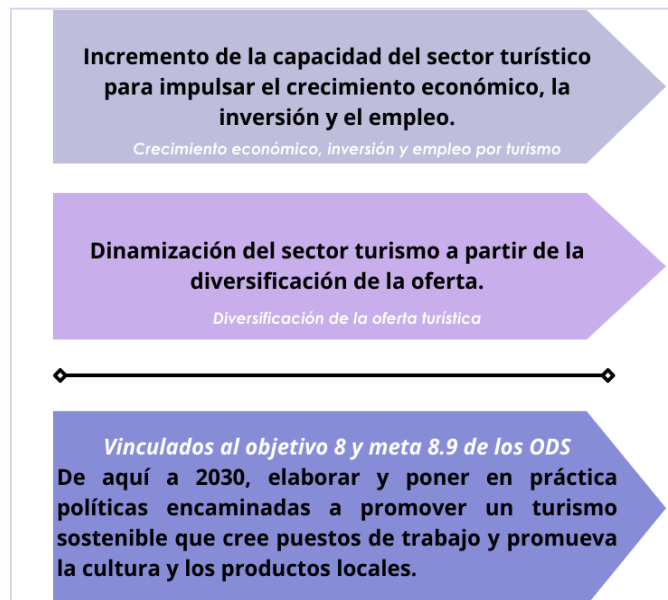 Incremento de la capacidad del sector turístico
para impulsar el crecimiento económico, la
inversión y el empleo.
Crecimiento económico, inversión y empleo por turismo
Dinamización del sector turismo a partir de la
diversificación de la oferta.
Diversificación de la oferta turística
Vinculados al objetivo 8 y meta 8.9 de los ODS
De aquí a 2030, elaborar y poner en práctica
políticas encaminadas a promover un turismo
sostenible que cree puestos de trabajo y promueva
la cultura y los productos locales.